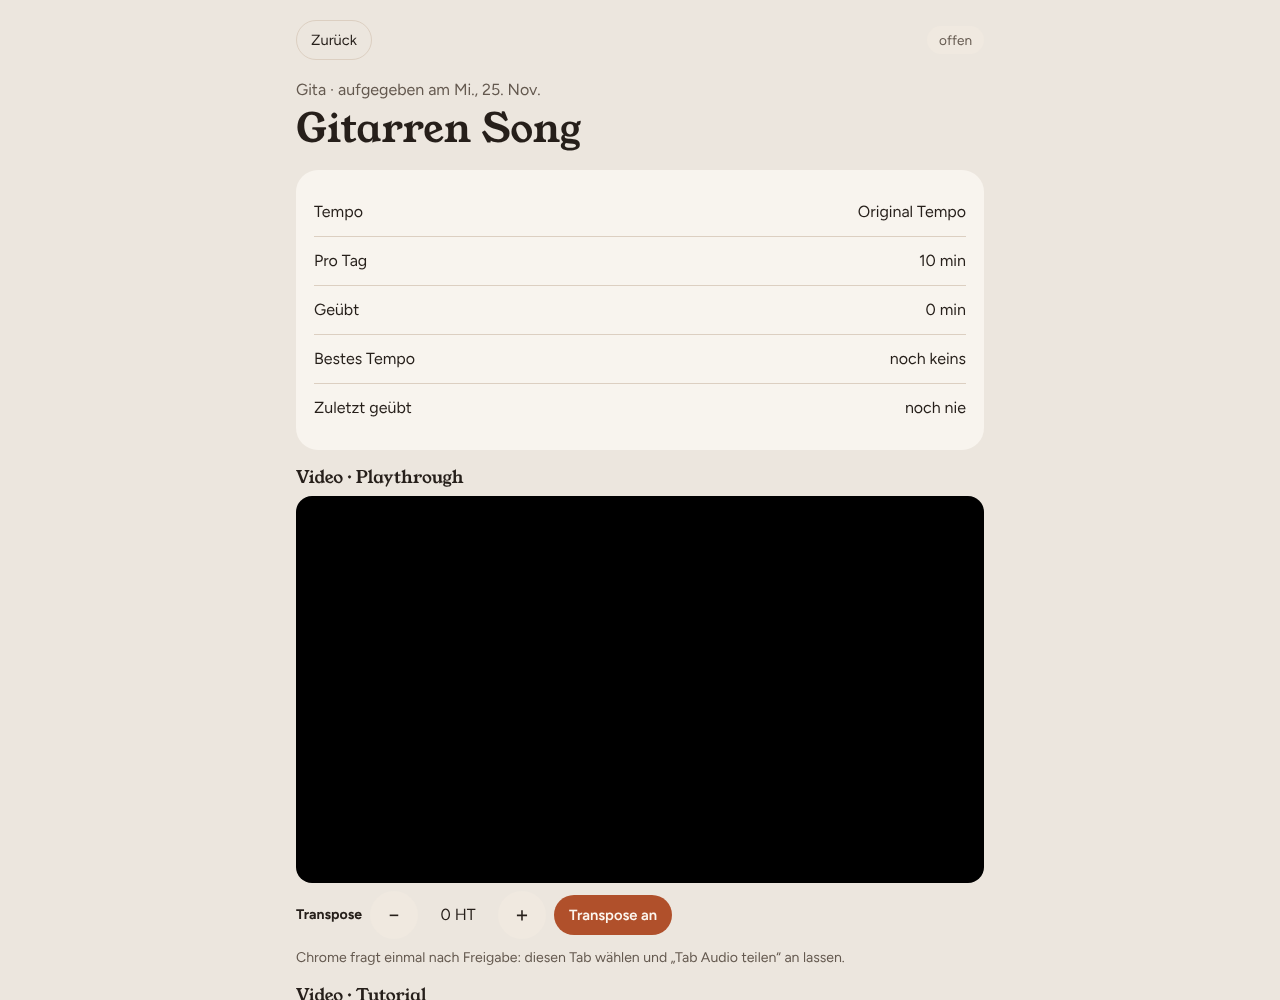 Zurück
offen
Gita · aufgegeben am Mi., 25. Nov.
Gitarren Song
Tempo Original Tempo
Pro Tag 10 min
Geübt 0 min
Bestes Tempo noch keins
Zuletzt geübt noch nie
Video · Playthrough
Transpose − 0 HT + Transpose an
Chrome fragt einmal nach Freigabe: diesen Tab wählen und „Tab Audio teilen“ an lassen.
Video · Tutorial